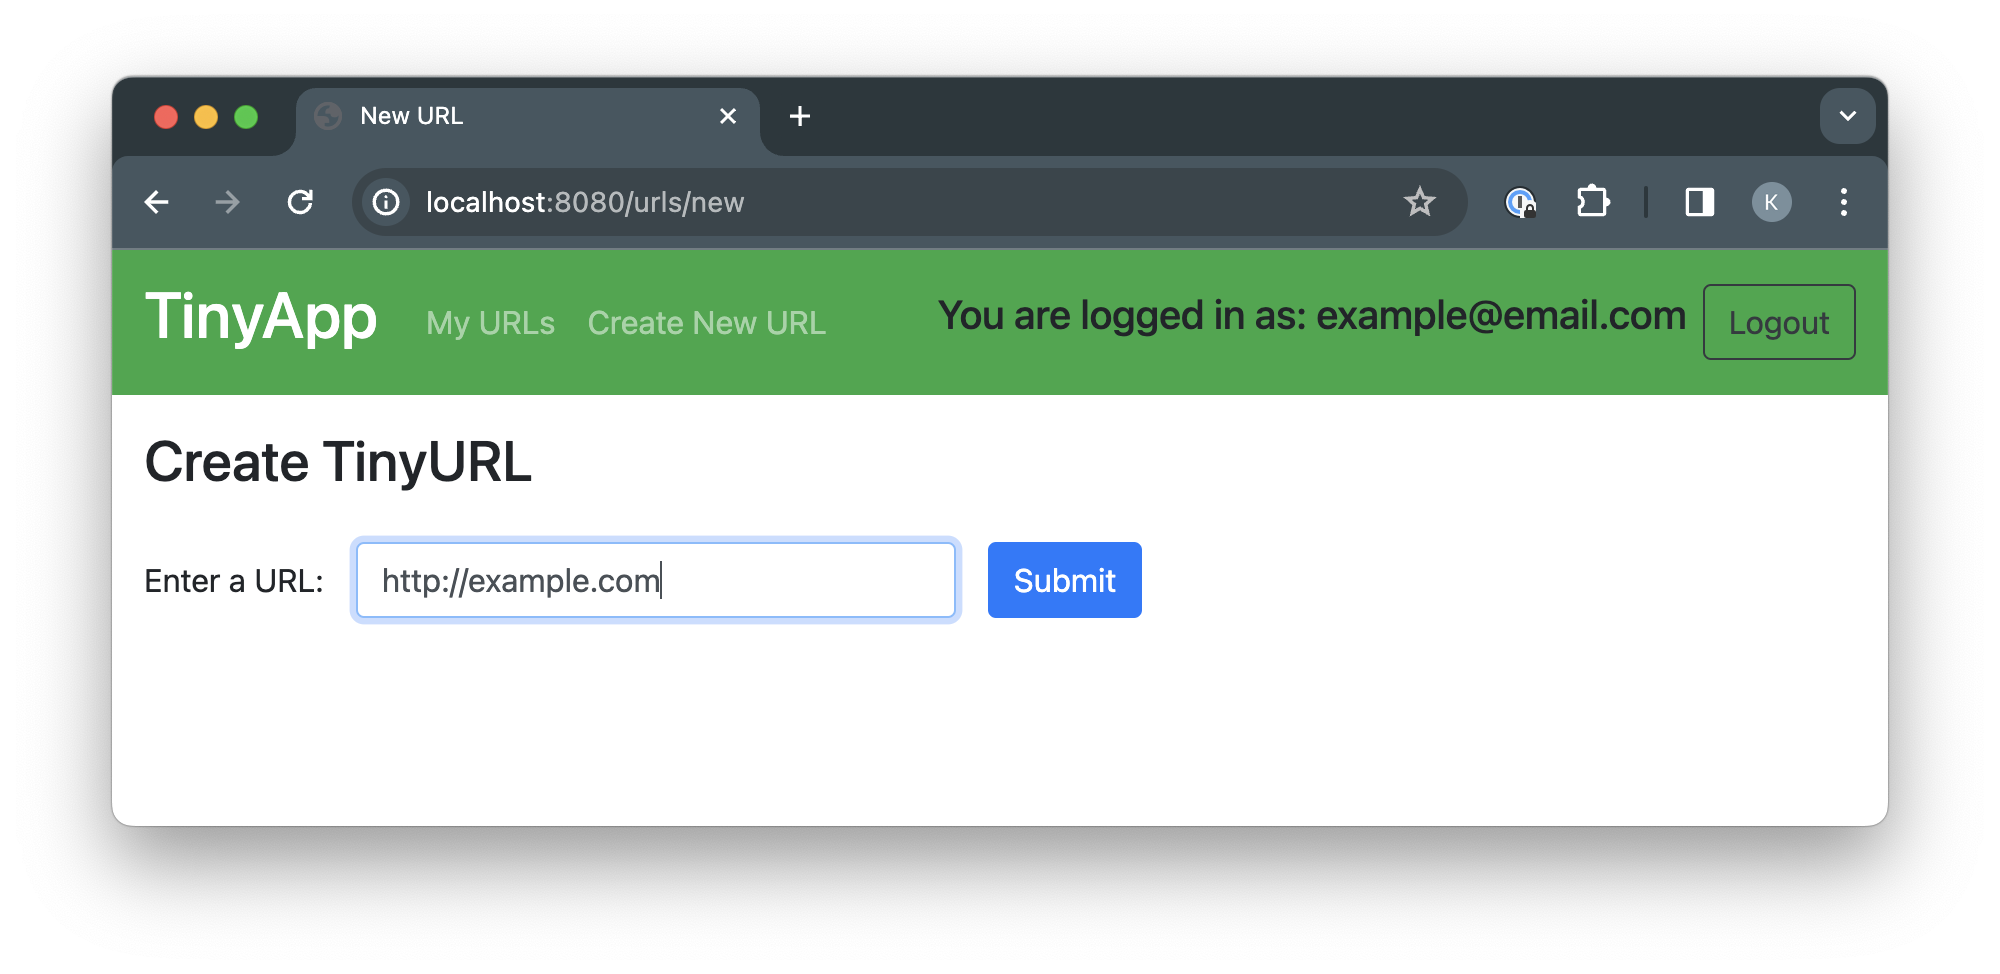 New URL
localhost:8080/urls/new
K
TinyApp My URLs Create New URL You are logged in as: example@email.com Logout
Create TinyURL
Enter a URL: http://example.com Submit